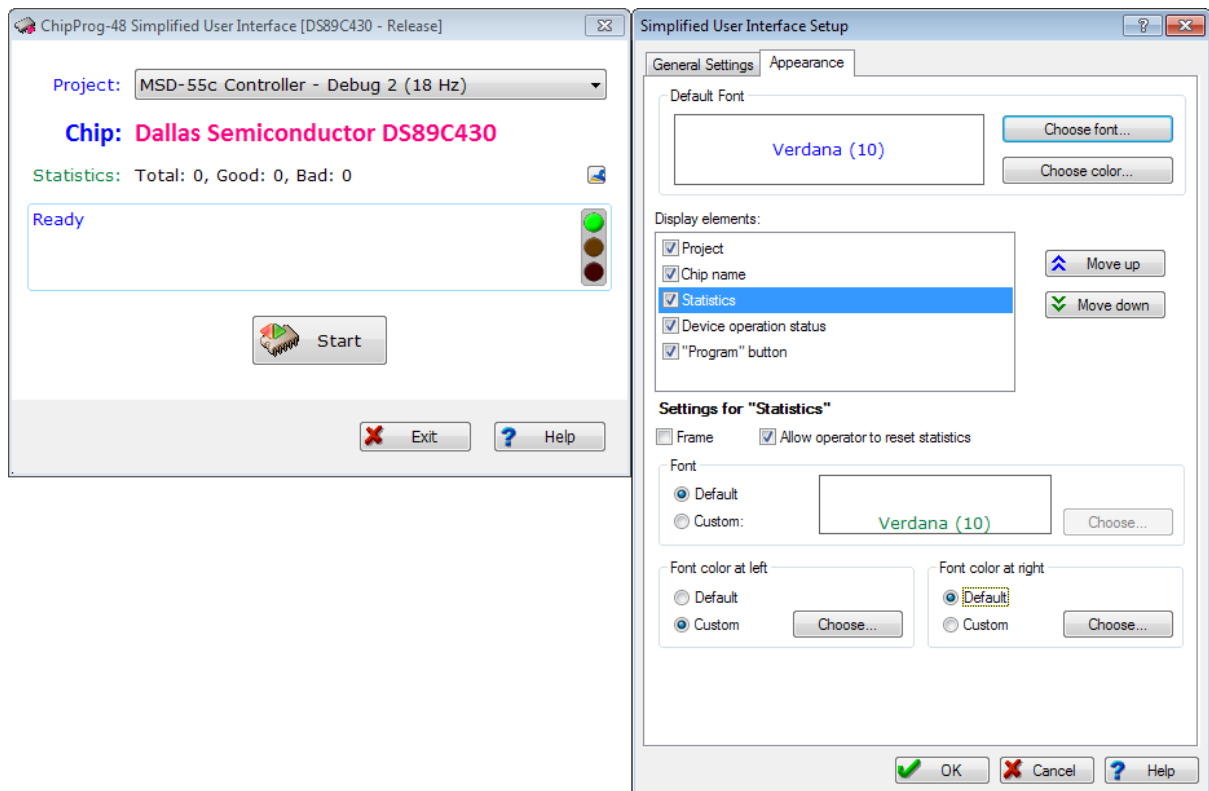 ChipProg-48 Simplified User Interface [DS89C430 - Release]
Project: MSD-55c Controller - Debug 2 (18 Hz)
Chip: Dallas Semiconductor DS89C430
Statistics: Total: 0, Good: 0, Bad: 0
Ready
Start
Exit
Help
Simplified User Interface Setup
General Settings
Appearance
Default Font
Verdana (10)
Choose font...
Choose color...
Display elements:
Project
Chip name
Statistics
Device operation status
"Program" button
Move up
Move down
Settings for "Statistics"
Frame
Allow operator to reset statistics
Font
Default
Custom:
Verdana (10)
Choose...
Font color at left
Default
Custom
Choose...
Font color at right
Default
Custom
Choose...
OK
Cancel
Help